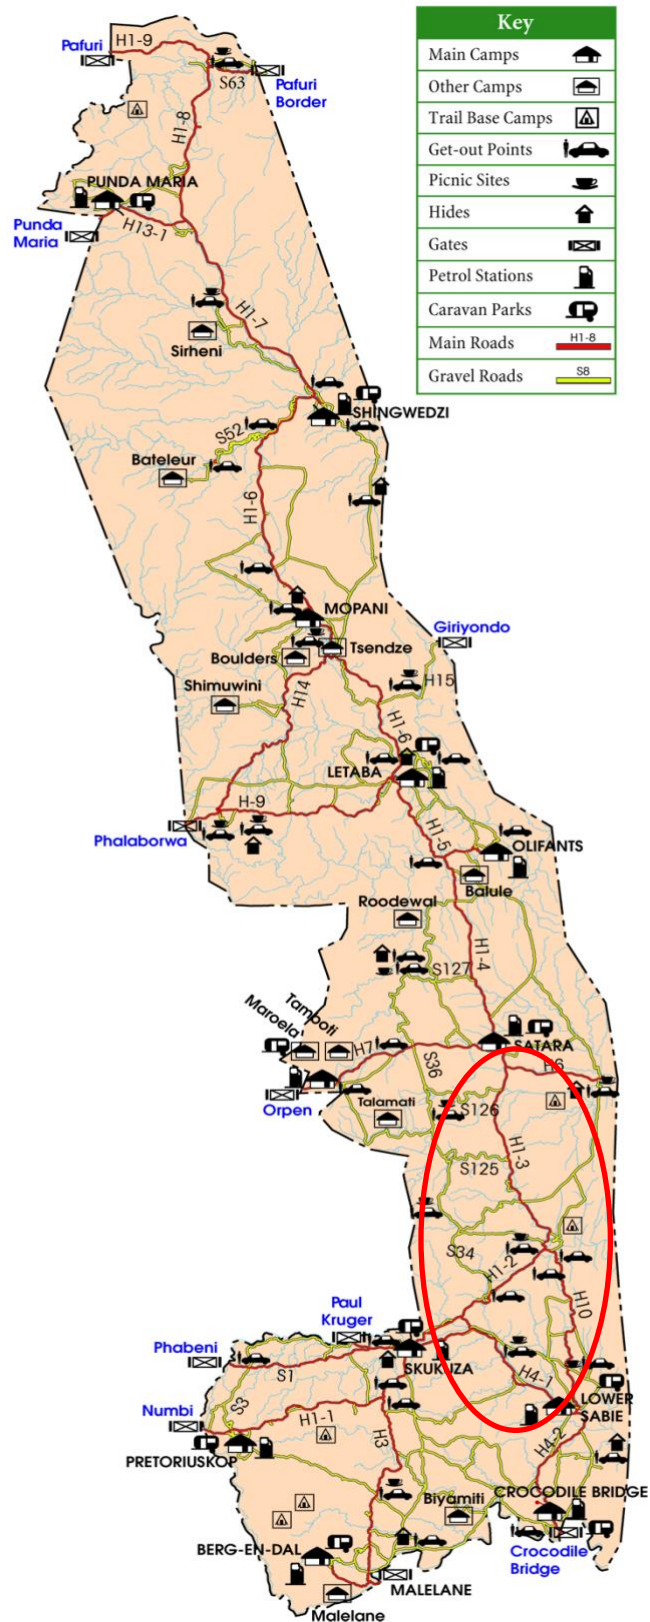 Key
Main Camps
Other Camps
Trail Base Camps
Get-out Points
Picnic Sites
Hides
Gates
Petrol Stations
Caravan Parks
Main Roads H1-8
Gravel Roads S8
Pafuri
H1-9
S63
Pafuri
Border
H1-8
PUNDA MARIA
Punda
Maria
H13-1
H1-7
Sirheni
SHINGWEDZI
S52
Bateleur
H1-6
MOPANI
Giriyondo
Tsendze
Boulders
Shimuwini
H14
H15
H1-6
LETABA
H-9
Phalaborwa
H1-5
OLIFANTS
Balule
Roodewal
H1-4
S127
Tamboti
Maroela
SATARA
H7
S36
H6
Orpen
Talamati
S126
H1-3
S125
S34
H1-2
H10
Paul
Kruger
Phabeni
SKUKUZA
S1
H4-1
LOWER
SABIE
S3
Numbi
H1-1
H3
H4-2
PRETORIUSKOP
CROCODILE BRIDGE
Biyamiti
BERG-EN-DAL
Crocodile
Bridge
MALELANE
Malelane